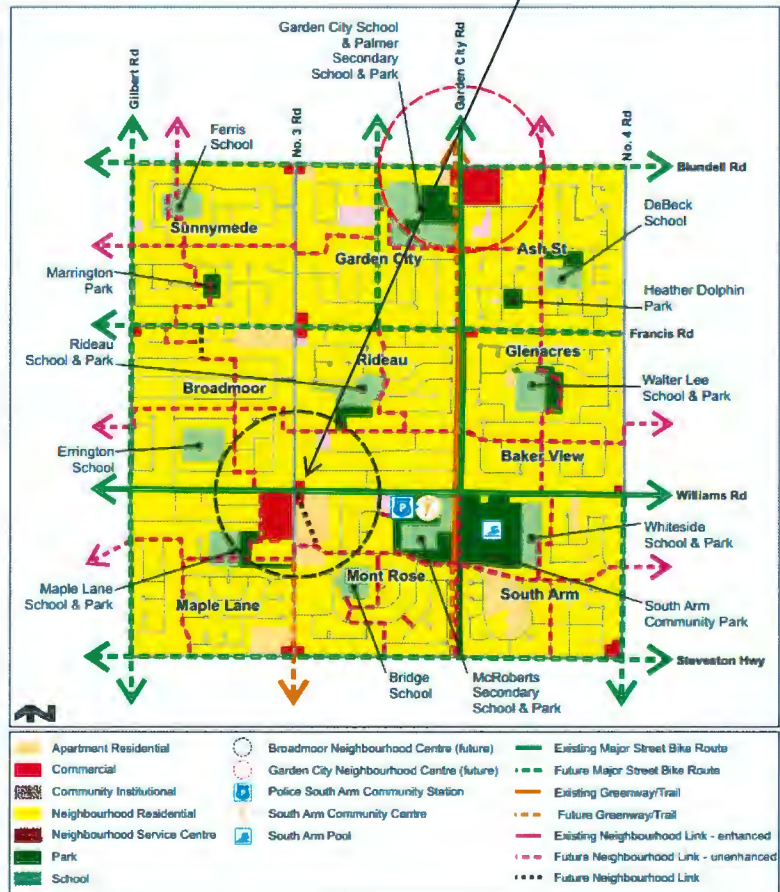 Garden City School
& Palmer
Secondary
School & Park
Gilbert Rd
No. 3 Rd
Garden City Rd
No. 4 Rd
Ferris
School
Blundell Rd
DeBeck
School
Sunnymede
Garden City
Ash St
Marrington
Park
Heather Dolphin
Park
Francis Rd
Rideau
School & Park
Rideau
Glenacres
Broadmoor
Walter Lee
School & Park
Errington
School
Baker View
Williams Rd
Whiteside
School & Park
Maple Lane
School & Park
Mont Rose
Maple Lane
South Arm
South Arm
Community Park
Steveston Hwy
Bridge
School
McRoberts
Secondary
School & Park
N
Apartment Residential
Commercial
Community Institutional
Neighbourhood Residential
Neighbourhood Service Centre
Park
School
Broadmoor Neighbourhood Centre (future)
Garden City Neighbourhood Centre (future)
P Police South Arm Community Station
South Arm Community Centre
South Arm Pool
Existing Major Street Bike Route
Future Major Street Bike Route
Existing Greenway/Trail
Future Greenway/Trail
Existing Neighbourhood Link - enhanced
Future Neighbourhood Link - unenhanced
Future Neighbourhood Link